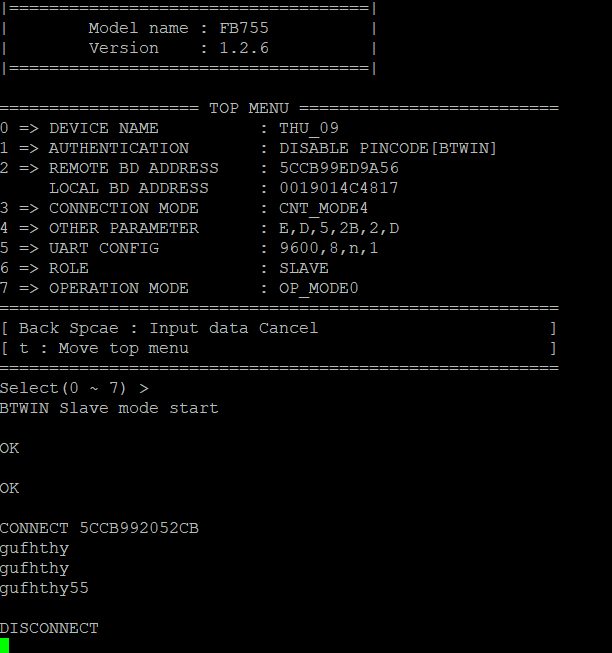 |====================================|
|        Model name : FB755          |
|        Version    : 1.2.6          |
|====================================|
==================== TOP MENU ==========================
0 => DEVICE NAME          : THU_09
1 => AUTHENTICATION       : DISABLE PINCODE[BTWIN]
2 => REMOTE BD ADDRESS    : 5CCB99ED9A56
     LOCAL BD ADDRESS     : 0019014C4817
3 => CONNECTION MODE      : CNT_MODE4
4 => OTHER PARAMETER      : E,D,5,2B,2,D
5 => UART CONFIG          : 9600,8,n,1
6 => ROLE                 : SLAVE
7 => OPERATION MODE       : OP_MODE0
========================================================
[ Back Spcae : Input data Cancel                       ]
[ t : Move top menu                                    ]
========================================================
Select(0 ~ 7) >
BTWIN Slave mode start
OK
OK
CONNECT 5CCB992052CB
gufhthy
gufhthy
gufhthy55
DISCONNECT